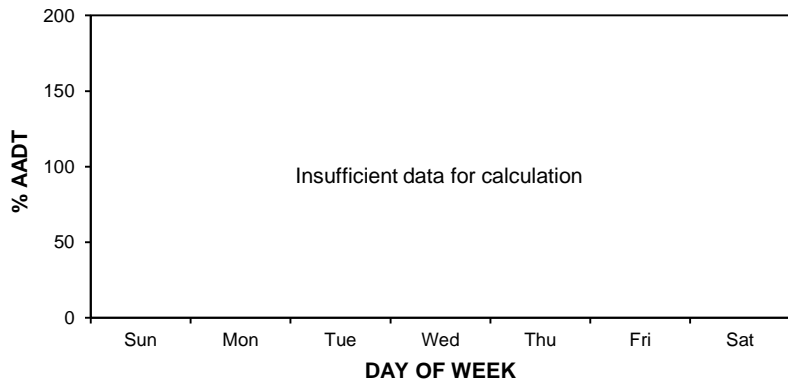 200
150
100
50
0
% AADT
Insufficient data for calculation
Sun Mon Tue Wed Thu Fri Sat
DAY OF WEEK